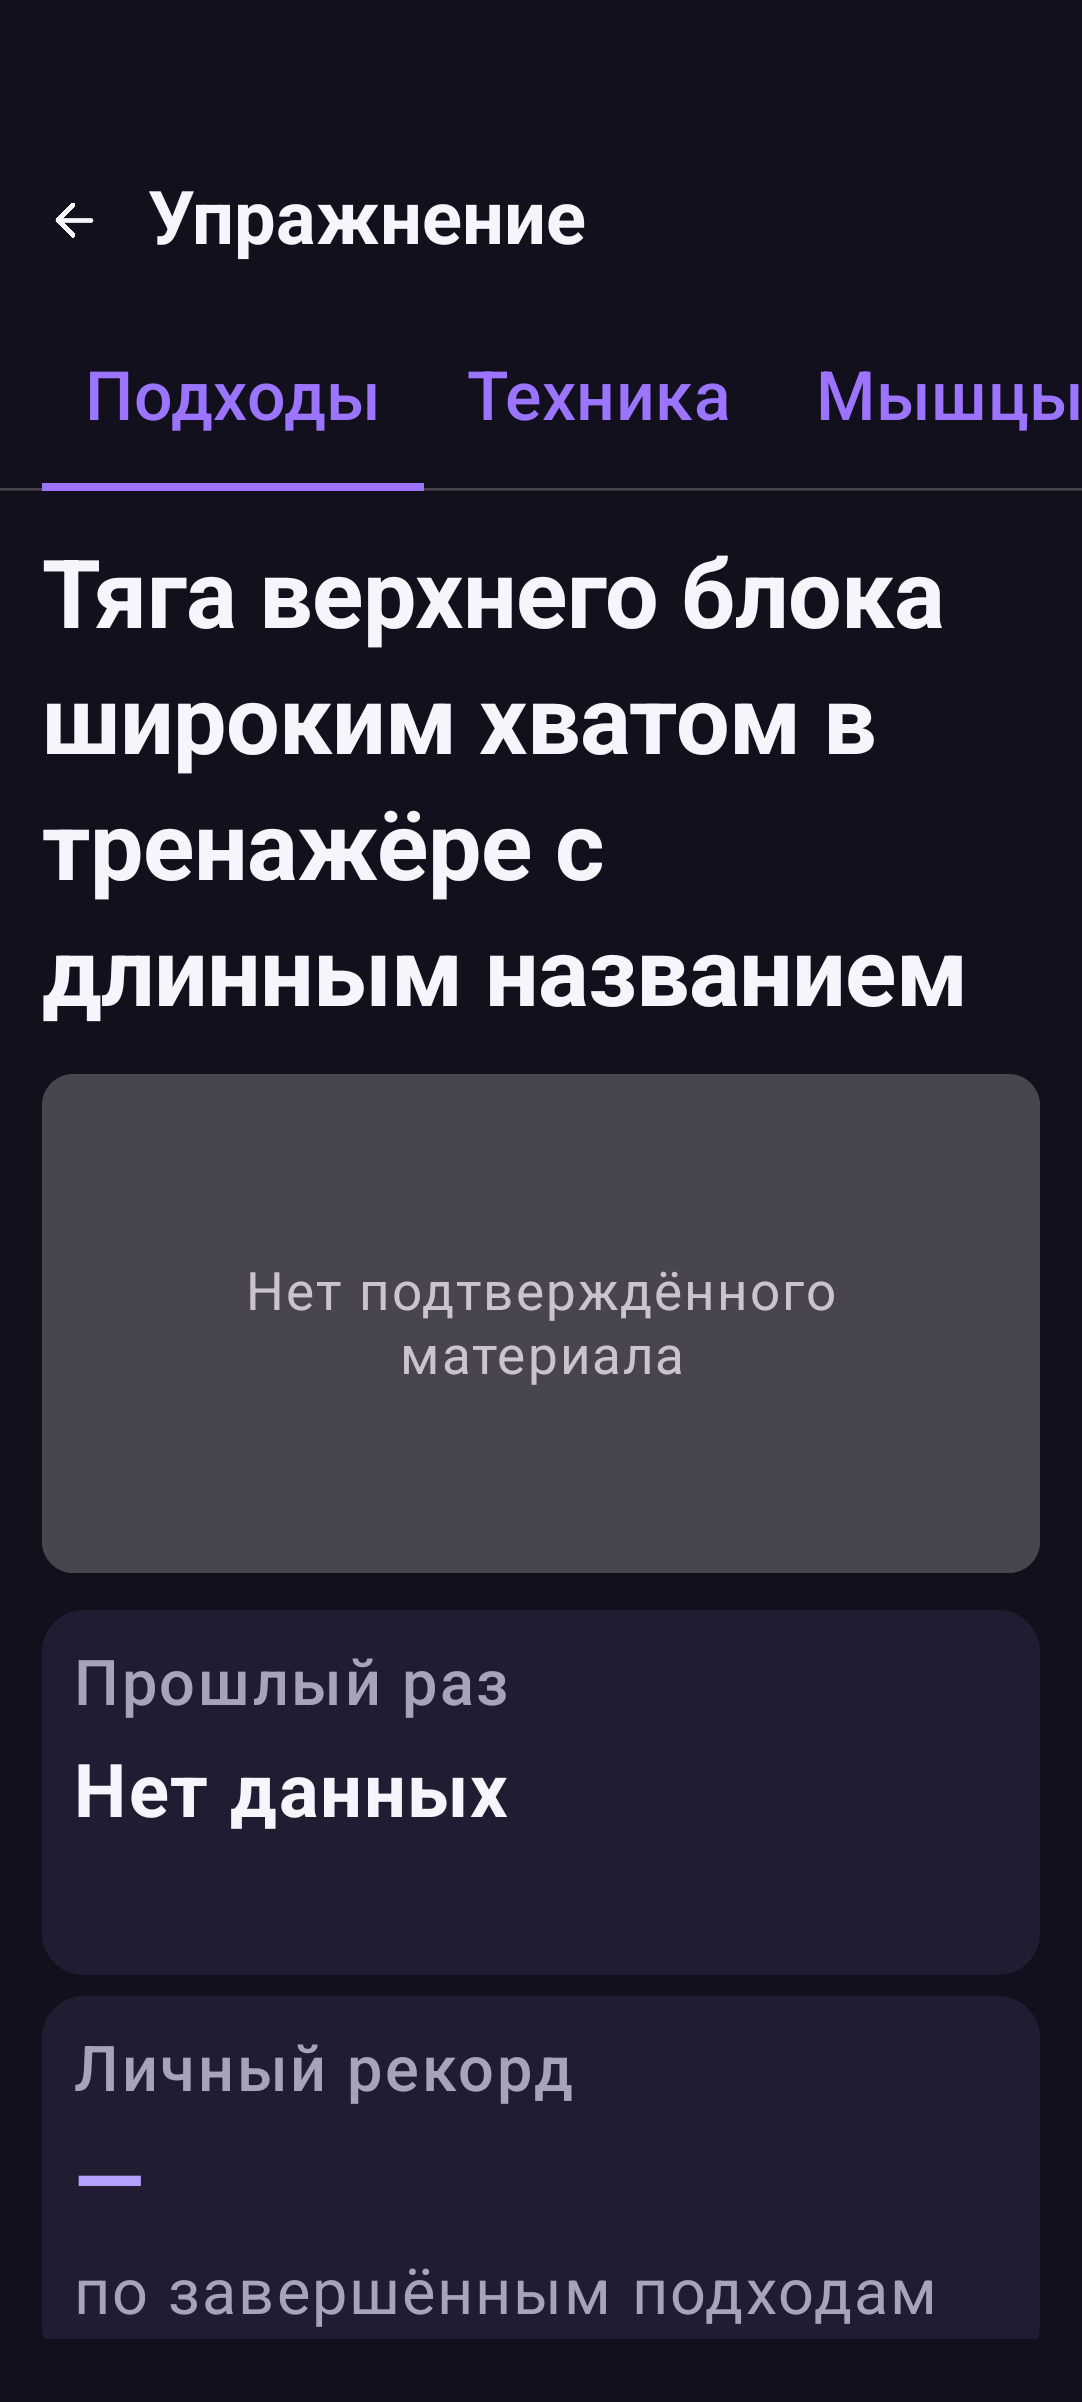 Упражнение
Подходы Техника Мышцы
Тяга верхнего блока
широким хватом в
тренажёре с
длинным названием
Нет подтверждённого
материала
Прошлый раз
Нет данных
Личный рекорд
—
по завершённым подходам